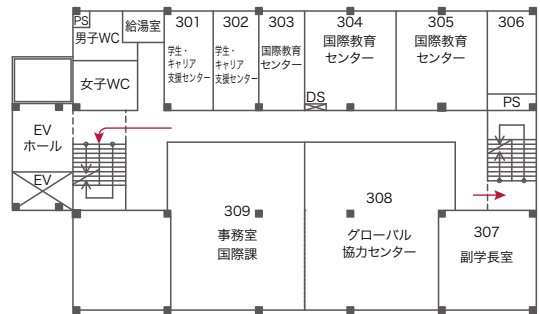 PS
男子WC
給湯室
301
学生・
キャリア
支援センター
302
学生・
キャリア
支援センター
303
国際教育
センター
304
国際教育
センター
305
国際教育
センター
306
女子WC
DS
PS
EV
ホール
EV
309
事務室
国際課
308
グローバル
協力センター
307
副学長室